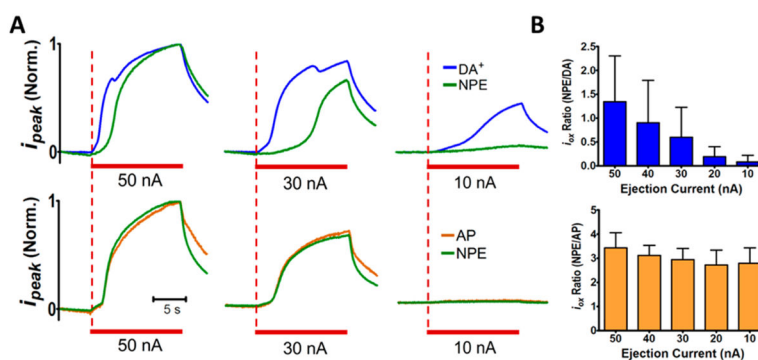 A
i_peak (Norm.)
1
0
50 nA
30 nA
DA+
NPE
10 nA
i_peak (Norm.)
1
0
AP
NPE
5 s
50 nA
30 nA
10 nA
B
i_ox Ratio (NPE/DA)
2.5
2.0
1.5
1.0
0.5
0.0
50 40 30 20 10
Ejection Current (nA)
i_ox Ratio (NPE/AP)
5
4
3
2
1
0
50 40 30 20 10
Ejection Current (nA)